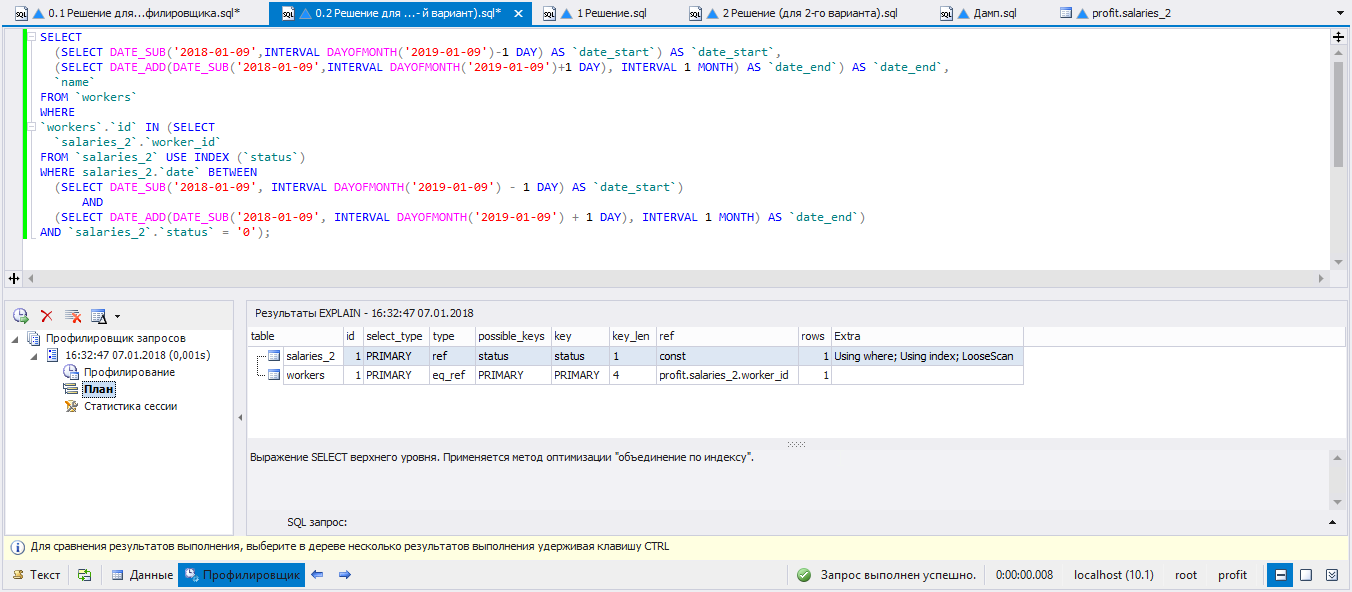 0.1 Решение для...филировщика.sql*
0.2 Решение для ...- й вариант).sql*
1 Решение.sql
2 Решение (для 2-го варианта).sql
Дамп.sql
profit.salaries_2
SELECT
(SELECT DATE_SUB('2018-01-09',INTERVAL DAYOFMONTH('2019-01-09')-1 DAY) AS `date_start`) AS `date_start`,
(SELECT DATE_ADD(DATE_SUB('2018-01-09',INTERVAL DAYOFMONTH('2019-01-09')+1 DAY), INTERVAL 1 MONTH) AS `date_end`) AS `date_end`,
`name`
FROM `workers`
WHERE
`workers`.`id` IN (SELECT
`salaries_2`.`worker_id`
FROM `salaries_2` USE INDEX (`status`)
WHERE salaries_2.`date` BETWEEN
(SELECT DATE_SUB('2018-01-09', INTERVAL DAYOFMONTH('2019-01-09') - 1 DAY) AS `date_start`)
AND
(SELECT DATE_ADD(DATE_SUB('2018-01-09', INTERVAL DAYOFMONTH('2019-01-09') + 1 DAY), INTERVAL 1 MONTH) AS `date_end`)
AND `salaries_2`.`status` = '0');
Профилировщик запросов
16:32:47 07.01.2018 (0,001s)
Профилирование
План
Статистика сессии
Результаты EXPLAIN - 16:32:47 07.01.2018
table id select_type type possible_keys key key_len ref rows Extra
salaries_2 1 PRIMARY ref status status 1 const 1 Using where; Using index; LooseScan
workers 1 PRIMARY eq_ref PRIMARY PRIMARY 4 profit.salaries_2.worker_id 1
Выражение SELECT верхнего уровня. Применяется метод оптимизации "объединение по индексу".
SQL запрос:
Для сравнения результатов выполнения, выберите в дереве несколько результатов выполнения удерживая клавишу CTRL
Текст Данные Профилировщик Запрос выполнен успешно. 0:00:00.008 localhost (10.1) root profit